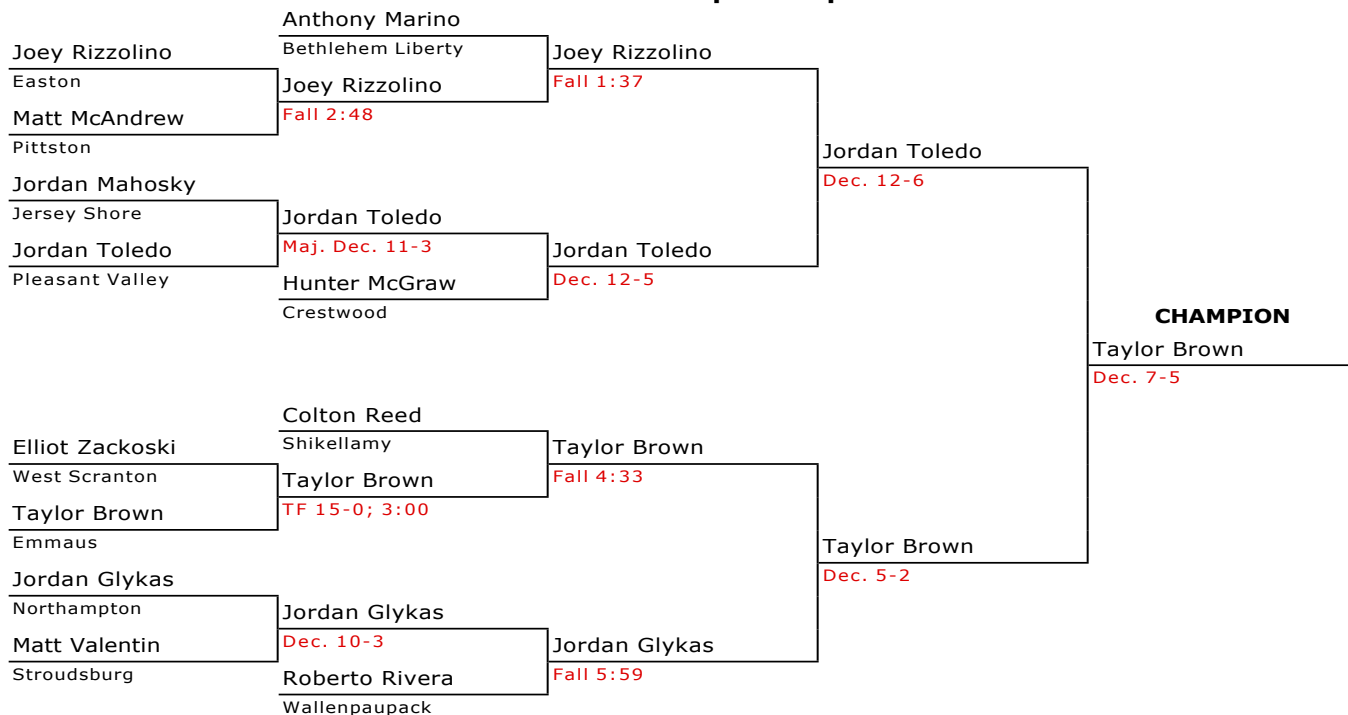 Anthony Marino
Joey Rizzolino
Bethlehem Liberty
Joey Rizzolino
Easton
Joey Rizzolino
Fall 1:37
Matt McAndrew
Fall 2:48
Pittston
Jordan Toledo
Jordan Mahosky
Dec. 12-6
Jersey Shore
Jordan Toledo
Jordan Toledo
Maj. Dec. 11-3
Jordan Toledo
Pleasant Valley
Hunter McGraw
Dec. 12-5
Crestwood
CHAMPION
Taylor Brown
Dec. 7-5
Colton Reed
Elliot Zackoski
Shikellamy
Taylor Brown
West Scranton
Taylor Brown
Fall 4:33
Taylor Brown
TF 15-0; 3:00
Emmaus
Taylor Brown
Jordan Glykas
Dec. 5-2
Northampton
Jordan Glykas
Matt Valentin
Dec. 10-3
Jordan Glykas
Stroudsburg
Roberto Rivera
Fall 5:59
Wallenpaupack